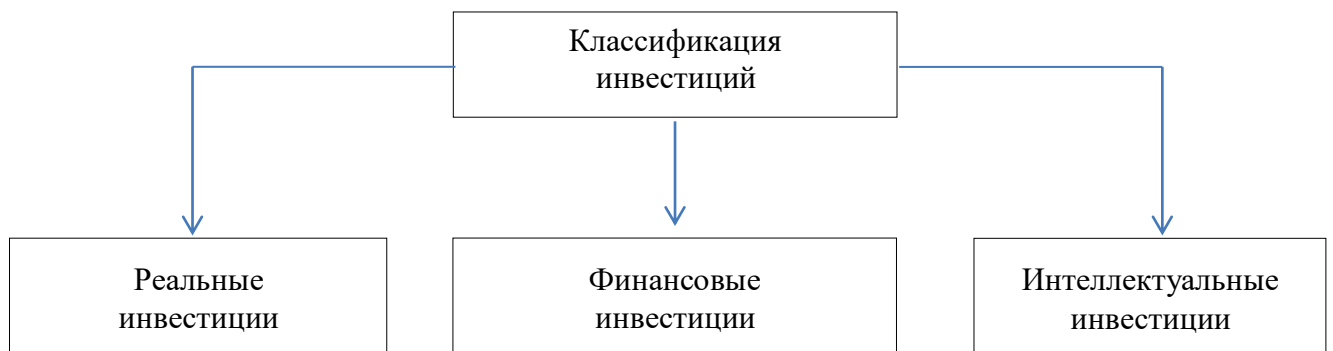 Классификация
инвестиций
Реальные
инвестиции
Финансовые
инвестиции
Интеллектуальные
инвестиции